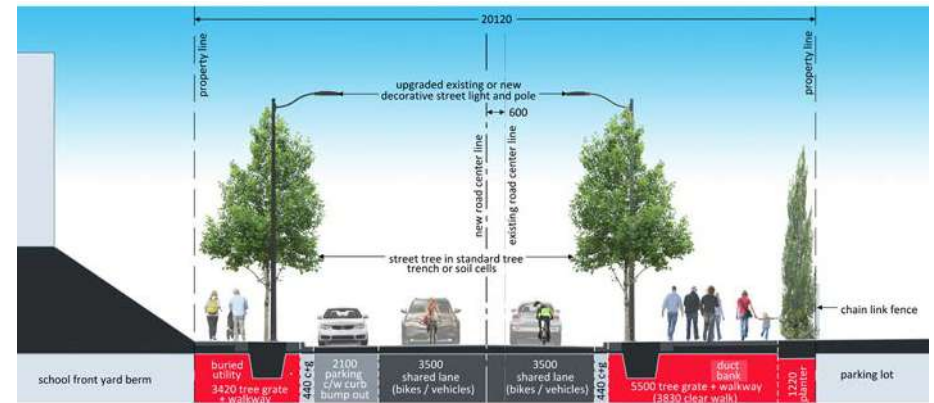 20120
property line
property line
upgraded existing or new
decorative street light and pole
600
new road center line
existing road center line
street tree in standard tree
trench or soil cells
chain link fence
school front yard berm
buried
utility
3420 tree grate
+ walkway
440 c+g
2100
parking
c/w curb
bump out
3500
shared lane
(bikes / vehicles)
3500
shared lane
(bikes / vehicles)
440 c+g
duct
bank
5500 tree grate + walkway
(3830 clear walk)
1220
planter
parking lot